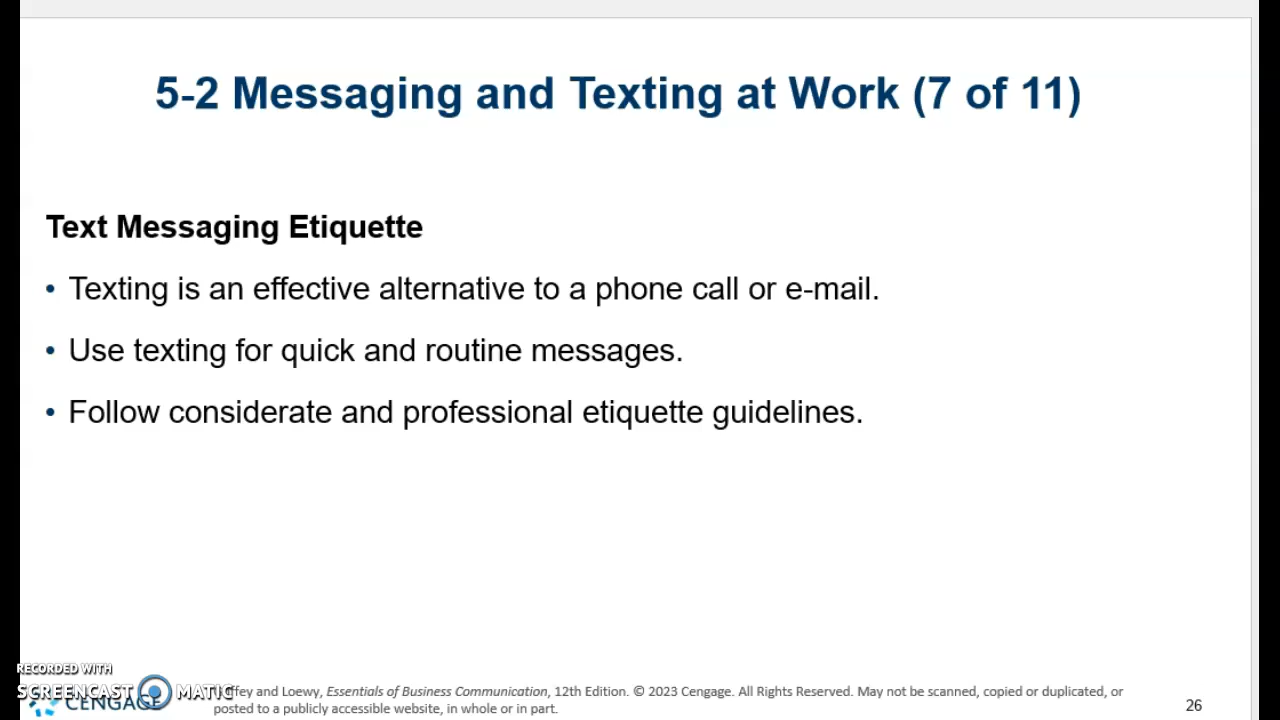 5-2 Messaging and Texting at Work (7 of 11)
Text Messaging Etiquette
• Texting is an effective alternative to a phone call or e-mail.
• Use texting for quick and routine messages.
• Follow considerate and professional etiquette guidelines.
RECORDED WITH
SCREENCAST MATIC
CENGAGE
and Loewy, Essentials of Business Communication, 12th Edition. © 2023 Cengage. All Rights Reserved. May not be scanned, copied or duplicated, or
posted to a publicly accessible website, in whole or in part.
26